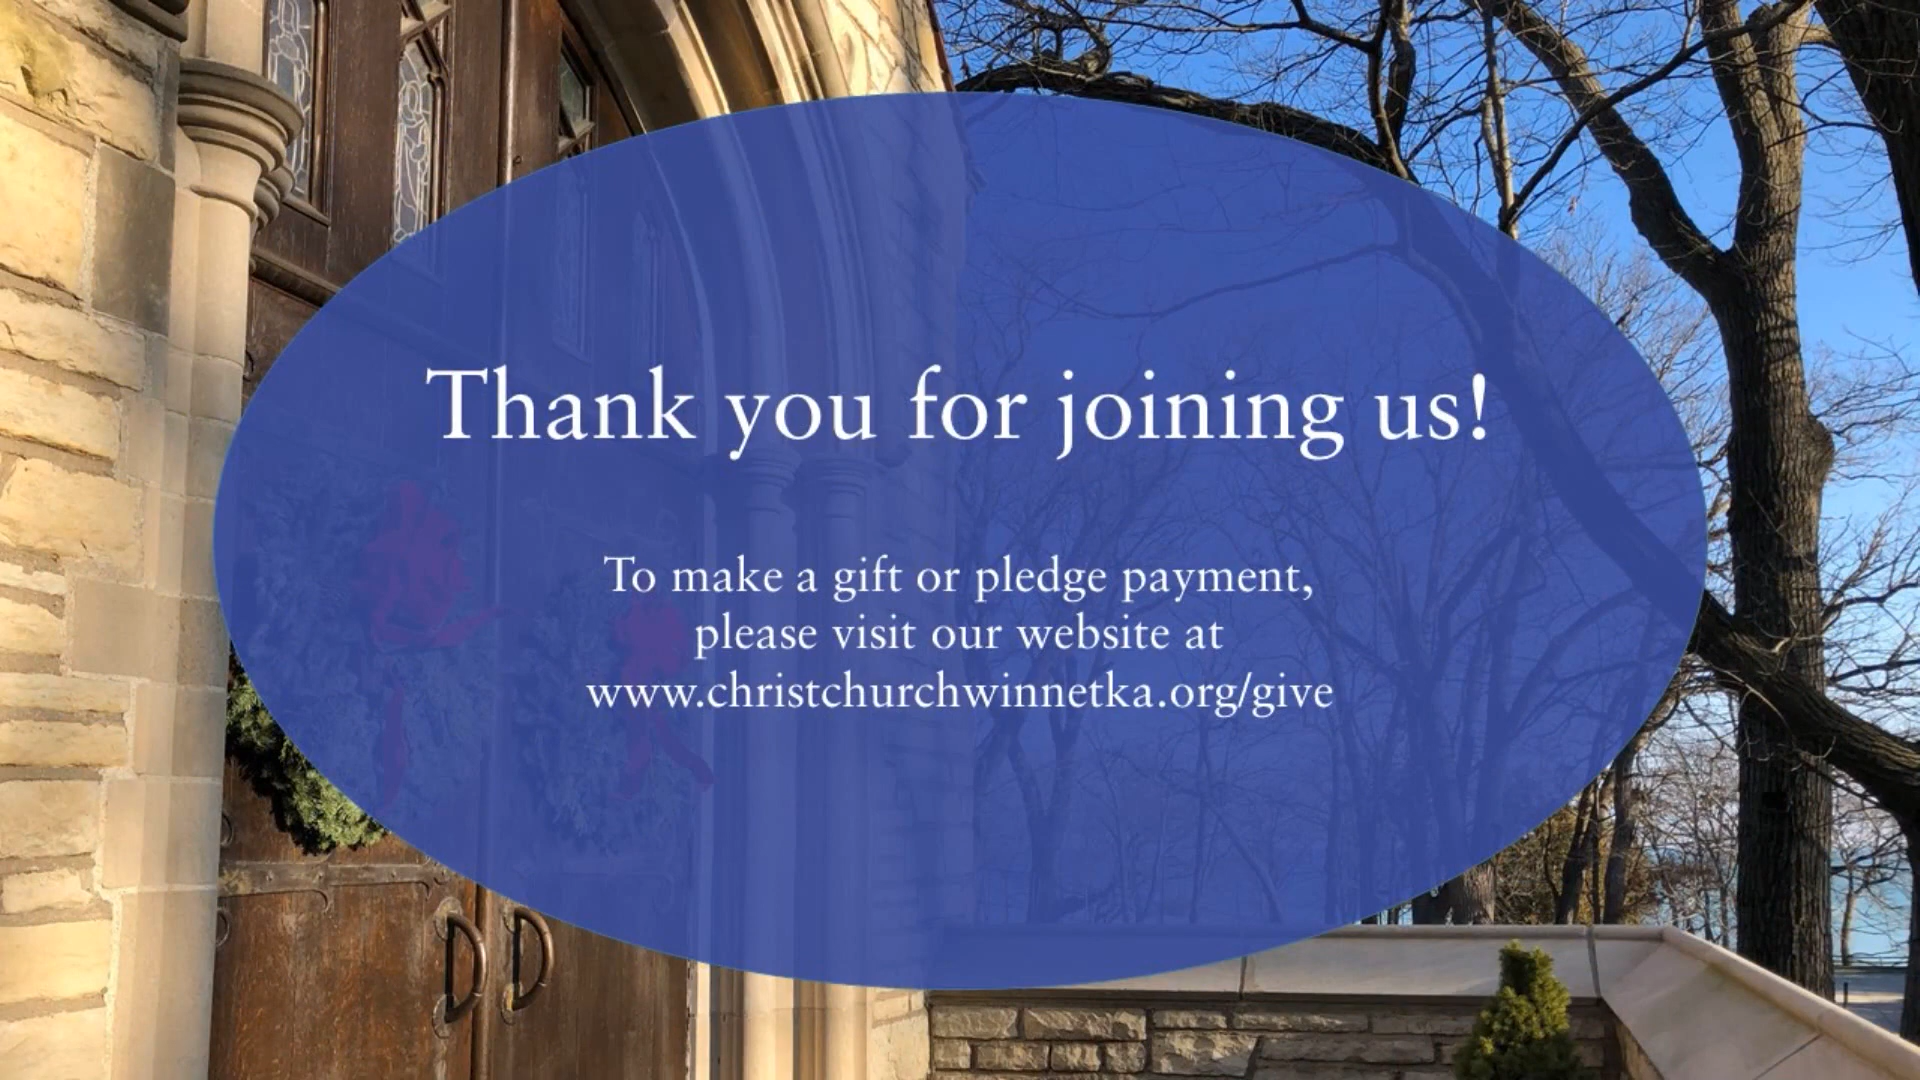 Thank you for joining us!
To make a gift or pledge payment,
please visit our website at
www.christchurchwinnetka.org/give